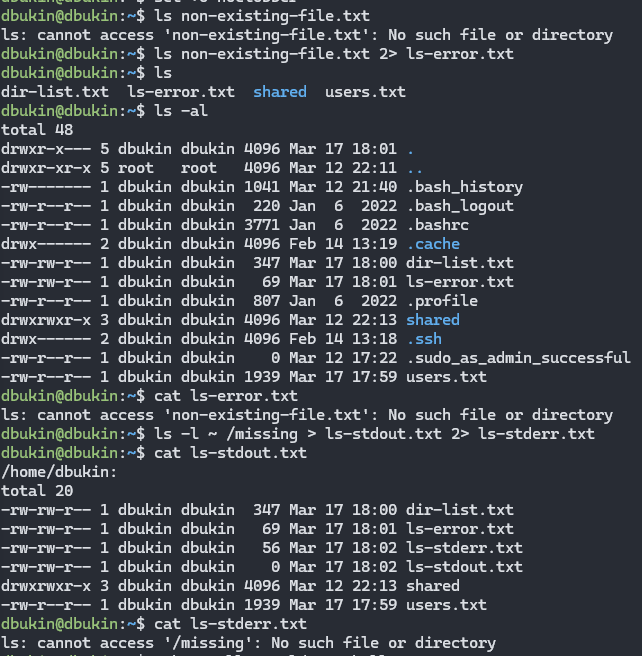 dbukin@dbukin:~$ set +o noclobber
dbukin@dbukin:~$ ls non-existing-file.txt
ls: cannot access 'non-existing-file.txt': No such file or directory
dbukin@dbukin:~$ ls non-existing-file.txt 2> ls-error.txt
dbukin@dbukin:~$ ls
dir-list.txt  ls-error.txt  shared  users.txt
dbukin@dbukin:~$ ls -al
total 48
drwxr-x--- 5 dbukin dbukin 4096 Mar 17 18:01 .
drwxr-xr-x 5 root   root   4096 Mar 12 22:11 ..
-rw------- 1 dbukin dbukin 1041 Mar 12 21:40 .bash_history
-rw-r--r-- 1 dbukin dbukin  220 Jan  6  2022 .bash_logout
-rw-r--r-- 1 dbukin dbukin 3771 Jan  6  2022 .bashrc
drwx------ 2 dbukin dbukin 4096 Feb 14 13:19 .cache
-rw-rw-r-- 1 dbukin dbukin  347 Mar 17 18:00 dir-list.txt
-rw-rw-r-- 1 dbukin dbukin   69 Mar 17 18:01 ls-error.txt
-rw-r--r-- 1 dbukin dbukin  807 Jan  6  2022 .profile
drwxrwxr-x 3 dbukin dbukin 4096 Mar 12 22:13 shared
drwx------ 2 dbukin dbukin 4096 Feb 14 13:18 .ssh
-rw-r--r-- 1 dbukin dbukin    0 Mar 12 17:22 .sudo_as_admin_successful
-rw-r--r-- 1 dbukin dbukin 1939 Mar 17 17:59 users.txt
dbukin@dbukin:~$ cat ls-error.txt
ls: cannot access 'non-existing-file.txt': No such file or directory
dbukin@dbukin:~$ ls -l ~ /missing > ls-stdout.txt 2> ls-stderr.txt
dbukin@dbukin:~$ cat ls-stdout.txt
/home/dbukin:
total 20
-rw-rw-r-- 1 dbukin dbukin  347 Mar 17 18:00 dir-list.txt
-rw-rw-r-- 1 dbukin dbukin   69 Mar 17 18:01 ls-error.txt
-rw-rw-r-- 1 dbukin dbukin   56 Mar 17 18:02 ls-stderr.txt
-rw-rw-r-- 1 dbukin dbukin    0 Mar 17 18:02 ls-stdout.txt
drwxrwxr-x 3 dbukin dbukin 4096 Mar 12 22:13 shared
-rw-r--r-- 1 dbukin dbukin 1939 Mar 17 17:59 users.txt
dbukin@dbukin:~$ cat ls-stderr.txt
ls: cannot access '/missing': No such file or directory